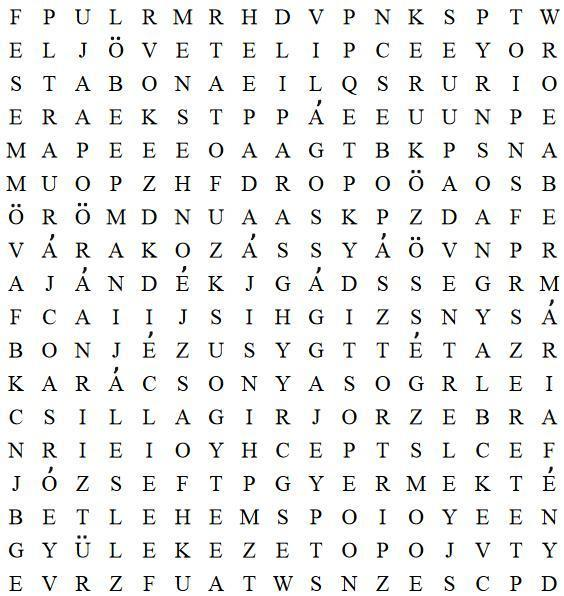 F P U L R M R H D V P N K S P T W
E L J Ö V E T E L I P C E E Y O R
S T A B O N A E I L Q S R U R I O
E R A E K S T P P Á E E U U N P E
M A P E E E O A A G T B K P S N A
M U O P Z H F D R O P O Ö A O S B
Ö R Ö M D N U A A S K P Z D A F E
V Á R A K O Z Á S S Y Á Ö V N P R
A J Á N D É K J G Á D S S E G R M
F C A I I J S I H G I Z S N Y S Á
B O N J É Z U S Y G T T É T A Z R
K A R Á C S O N Y A S O G R L E I
C S I L L A G I R J O R Z E B R A
N R I E I O Y H C E P T S L C E F
J Ó Z S E F T P G Y E R M E K T É
B E T L E H E M S P O I O Y E E N
G Y Ü L E K E Z E T O P O J V T Y
E V R Z F U A T W S N Z E S C P D